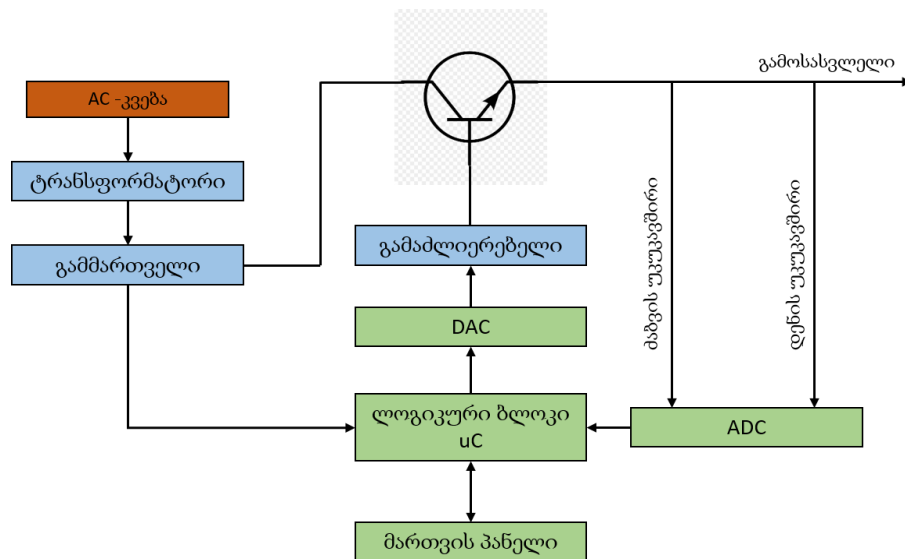 გამოსასვლელი
AC -კვება
ტრანსფორმატორი
გამმართველი
გამაძლიერებელი
DAC
ლოგიკური ბლოკი
uC
მართვის პანელი
ADC
ძაბვის უკუკავშირი
დენის უკუკავშირი